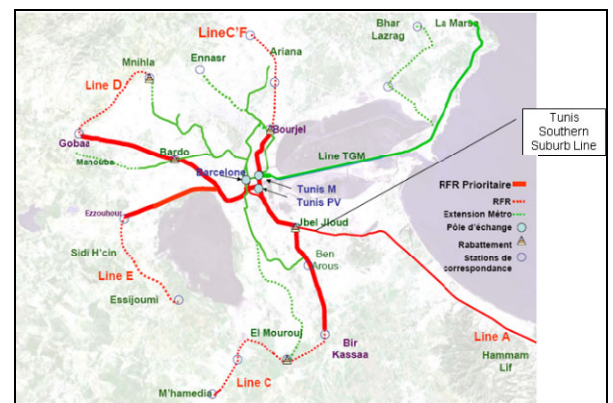 LineC'F
Ariana
Bhar
Lazrag
La Marsa
Ennasr
Mnihla
Line D
Gobaa
Bardo
Manouba
Bourjel
Line TGM
Barcelone
Tunis M
Tunis PV
Tunis
Southern
Suburb Line
Ezzouhour
Sidi H'cin
Line E
Essijoumi
Jbel Jloud
Ben
Arous
El Mourouj
Bir
Kassaa
Line C
M'hamedia
Line A
Hammam
Lif
RFR Prioritaire
RFR
Extension Métro
Pôle d'échange
Rabattement
Stations de
correspondance